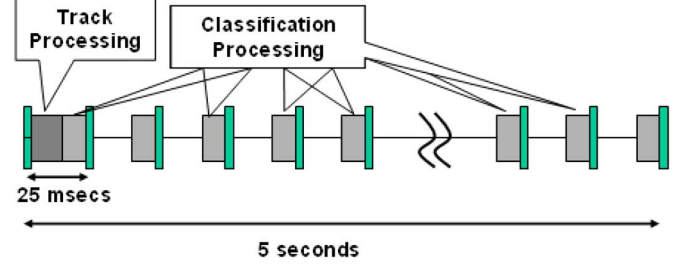 Track
Processing
Classification
Processing
25 msecs
5 seconds